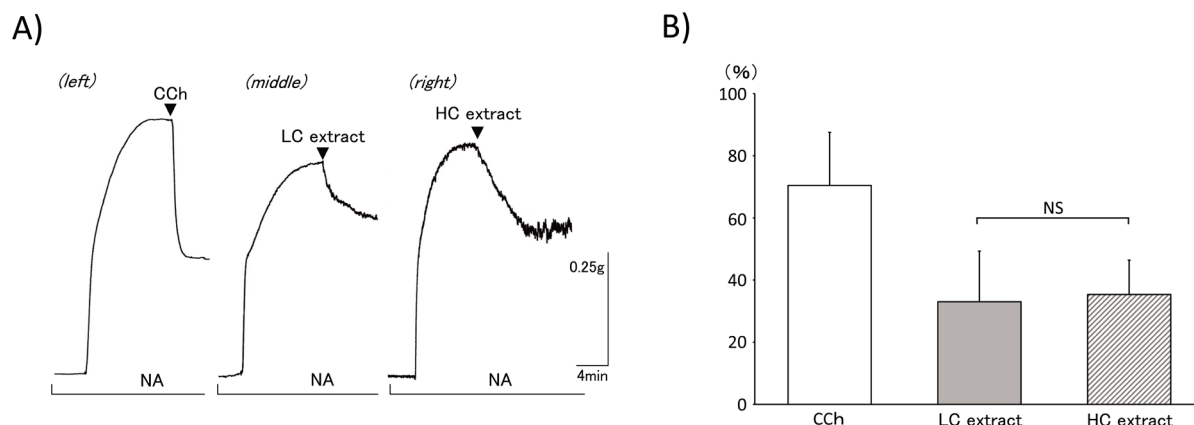 A)
(left)
CCh
(middle)
LC extract
(right)
HC extract
0.25g
4min
NA
NA
NA
B)
(%)
100
80
60
40
20
0
NS
CCh
LC extract
HC extract